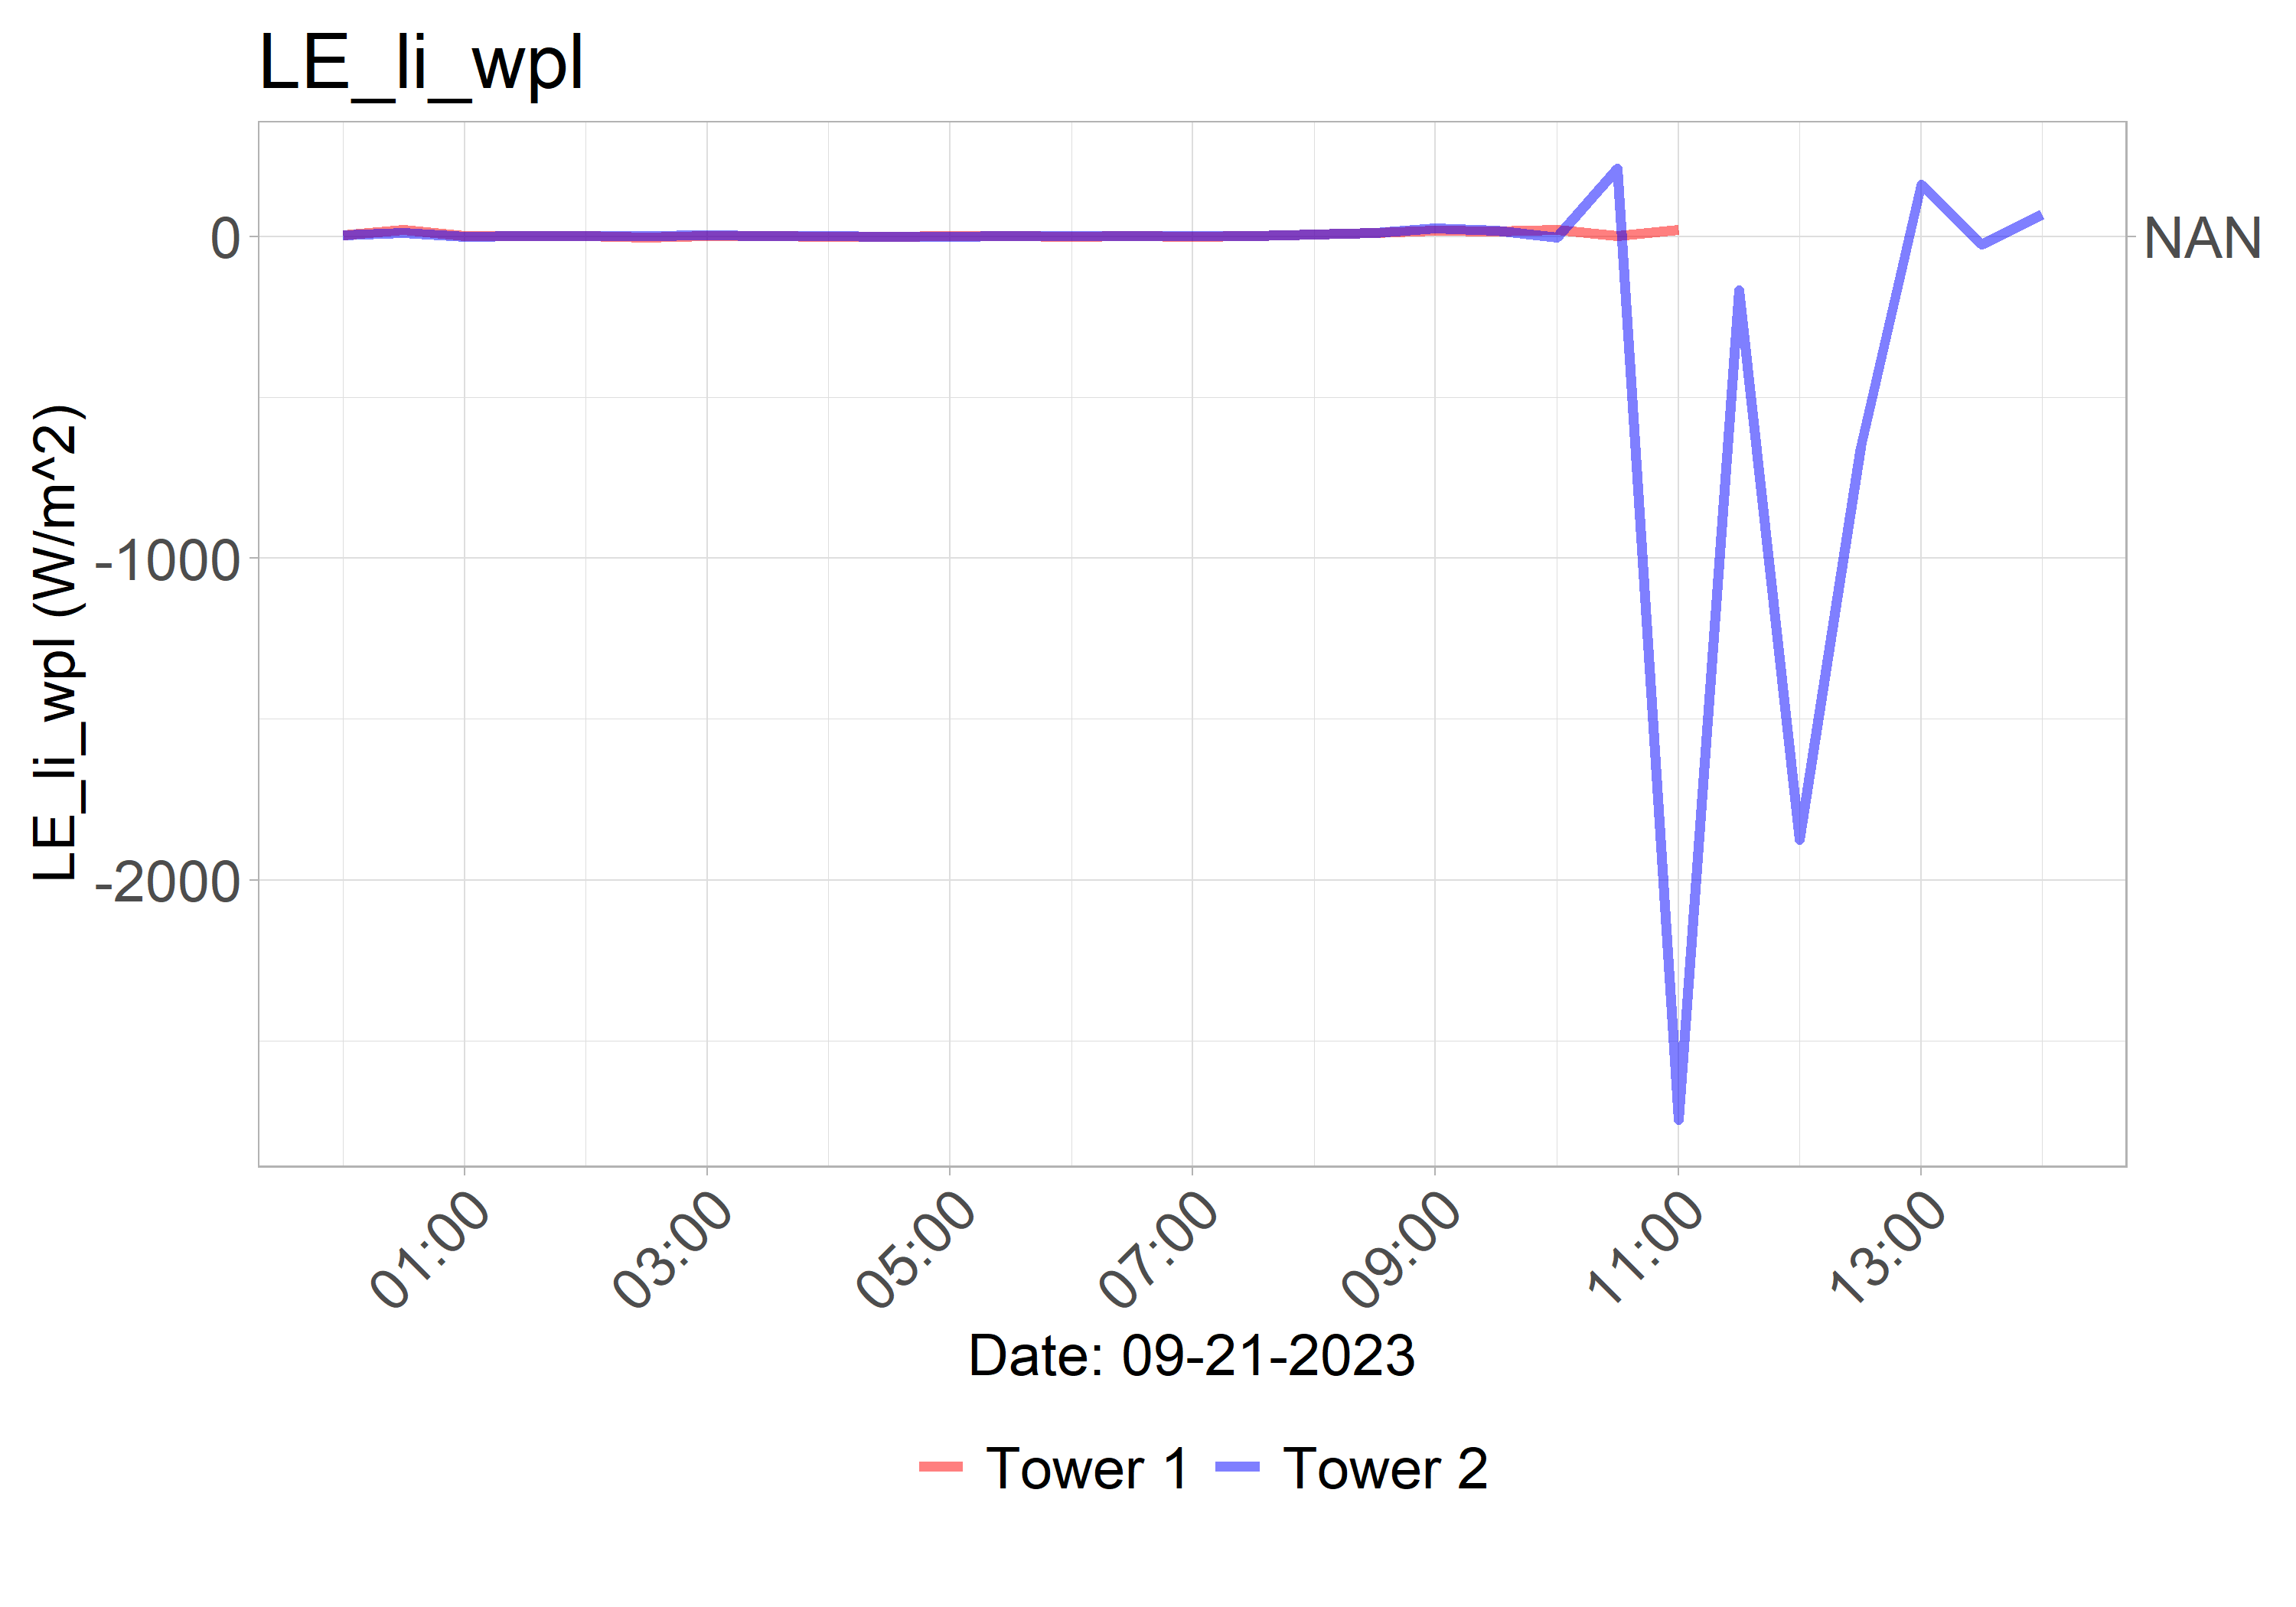 LE_li_wpl
LE_li_wpl (W/m^2)
0
-1000
-2000
NAN
01:00
03:00
05:00
07:00
09:00
11:00
13:00
Date: 09-21-2023
Tower 1
Tower 2